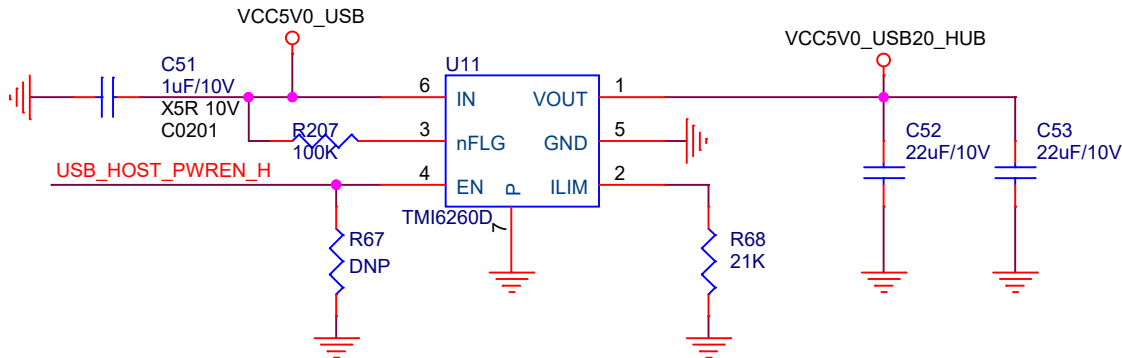 VCC5V0_USB
VCC5V0_USB20_HUB
C51
1uF/10V
X5R 10V
C0201
U11
6
IN
VOUT
1
R207
100K
3
nFLG
GND
5
C52
22uF/10V
C53
22uF/10V
USB_HOST_PWREN_H
4
EN
P
ILIM
2
TMI6260D
7
R67
DNP
R68
21K